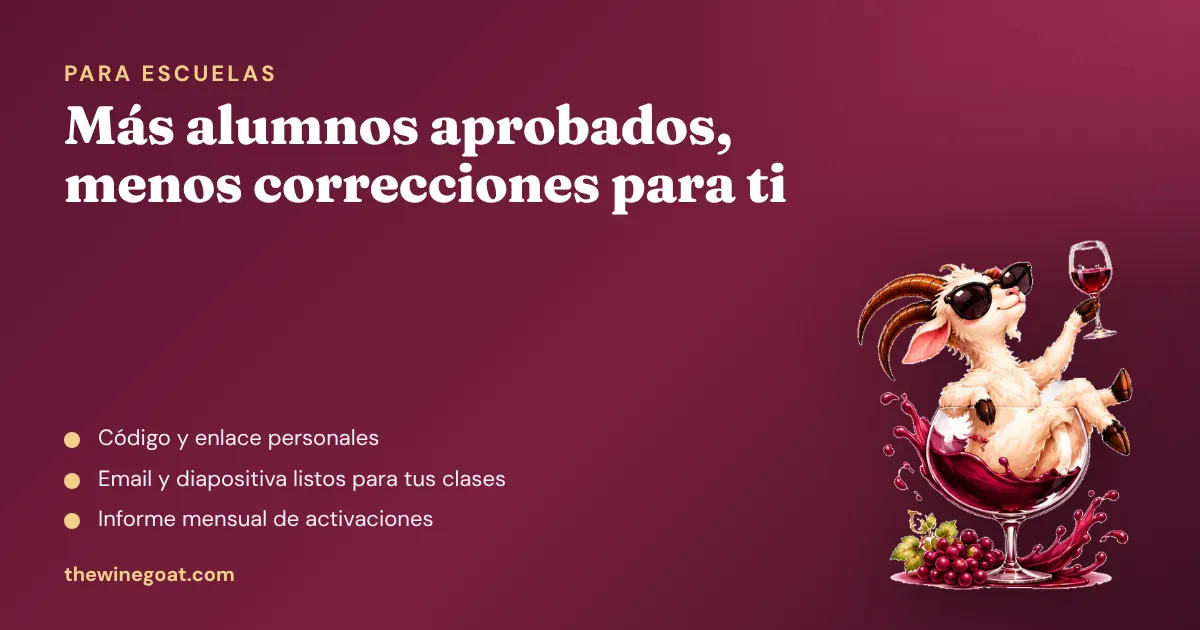 PARA ESCUELAS
Más alumnos aprobados,
menos correcciones para ti
Código y enlace personales
Email y diapositiva listos para tus clases
Informe mensual de activaciones
thewinegoat.com